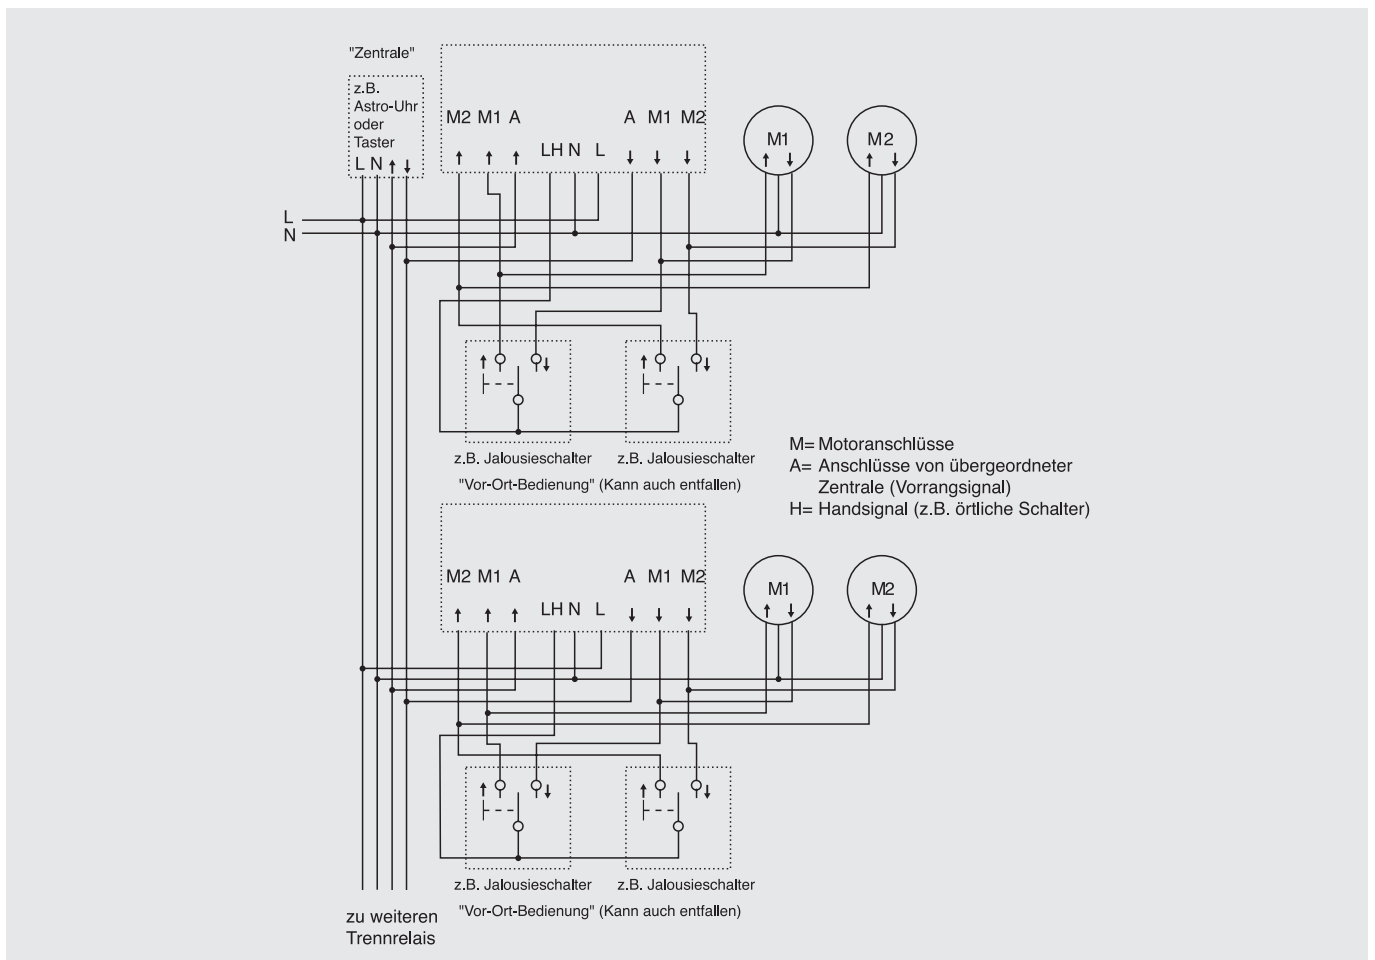 "Zentrale"
z.B.
Astro-Uhr
oder
Taster
L N ↑ ↓
M2 M1 A A M1 M2
LH N L
↑ ↑ ↑ ↓ ↓ ↓
M1 M2
↑ ↓ ↑ ↓
L
N
↑ ↓ ↑ ↓
z.B. Jalousieschalter z.B. Jalousieschalter
"Vor-Ort-Bedienung" (Kann auch entfallen)
M= Motoranschlüsse
A= Anschlüsse von übergeordneter
Zentrale (Vorrangsignal)
H= Handsignal (z.B. örtliche Schalter)
M2 M1 A A M1 M2
LH N L
↑ ↑ ↑ ↓ ↓ ↓
M1 M2
↑ ↓ ↑ ↓
↑ ↓ ↑ ↓
z.B. Jalousieschalter z.B. Jalousieschalter
"Vor-Ort-Bedienung" (Kann auch entfallen)
zu weiteren
Trennrelais